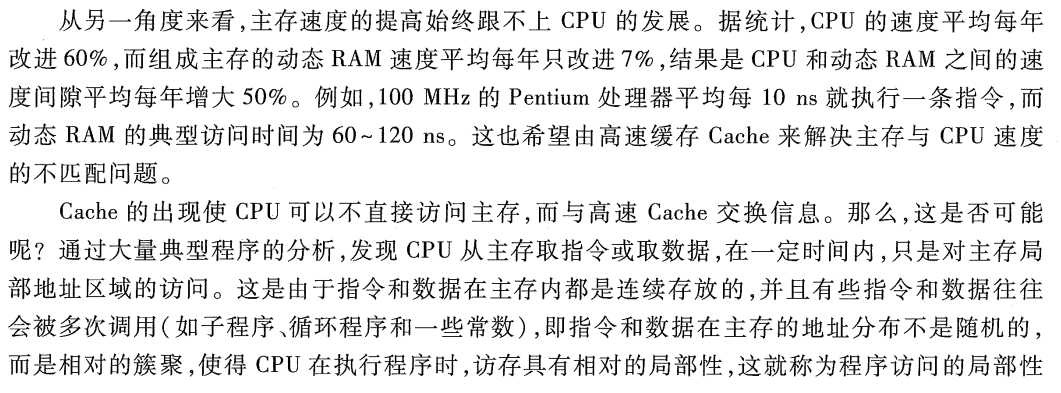 从另一角度来看,主存速度的提高始终跟不上 CPU 的发展。据统计,CPU 的速度平均每年
改进 60%,而组成主存的动态 RAM 速度平均每年只改进 7%,结果是 CPU 和动态 RAM 之间的速
度间隙平均每年增大 50%。例如,100 MHz 的 Pentium 处理器平均每 10 ns 就执行一条指令,而
动态 RAM 的典型访问时间为 60~120 ns。这也希望由高速缓存 Cache 来解决主存与 CPU 速度
的不匹配问题。
Cache 的出现使 CPU 可以不直接访问主存,而与高速 Cache 交换信息。那么,这是否可能
呢? 通过大量典型程序的分析,发现 CPU 从主存取指令或取数据,在一定时间内,只是对主存局
部地址区域的访问。这是由于指令和数据在主存内都是连续存放的,并且有些指令和数据往往
会被多次调用(如子程序、循环程序和一些常数),即指令和数据在主存的地址分布不是随机的,
而是相对的簇聚,使得 CPU 在执行程序时,访存具有相对的局部性,这就称为程序访问的局部性